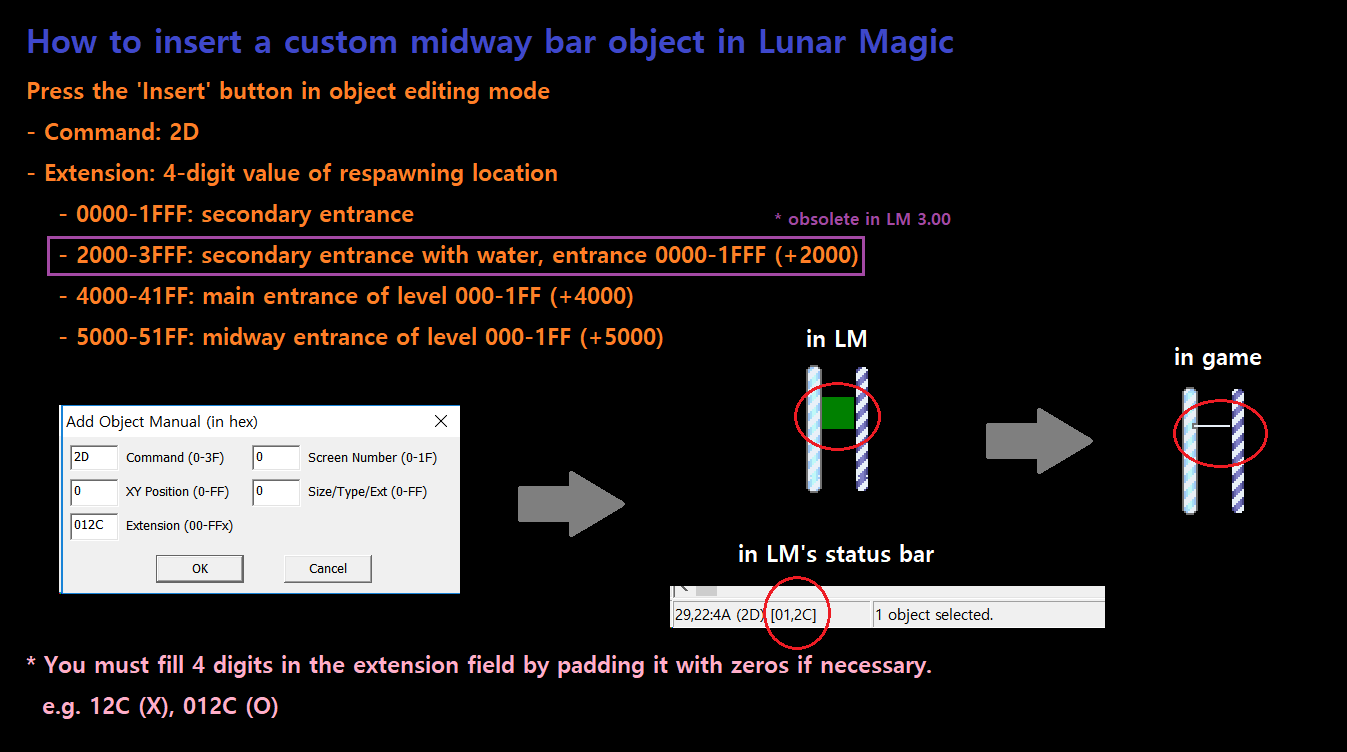 How to insert a custom midway bar object in Lunar Magic
Press the 'Insert' button in object editing mode
- Command: 2D
- Extension: 4-digit value of respawning location
- 0000-1FFF: secondary entrance
* obsolete in LM 3.00
- 2000-3FFF: secondary entrance with water, entrance 0000-1FFF (+2000)
- 4000-41FF: main entrance of level 000-1FF (+4000)
- 5000-51FF: midway entrance of level 000-1FF (+5000)
in LM
in game
Add Object Manual (in hex)
2D Command (0-3F) 0 Screen Number (0-1F)
0 XY Position (0-FF) 0 Size/Type/Ext (0-FF)
012C Extension (00-FFx)
OK Cancel
in LM's status bar
29,22:4A (2D) [01,2C] 1 object selected.
* You must fill 4 digits in the extension field by padding it with zeros if necessary.
e.g. 12C (X), 012C (O)